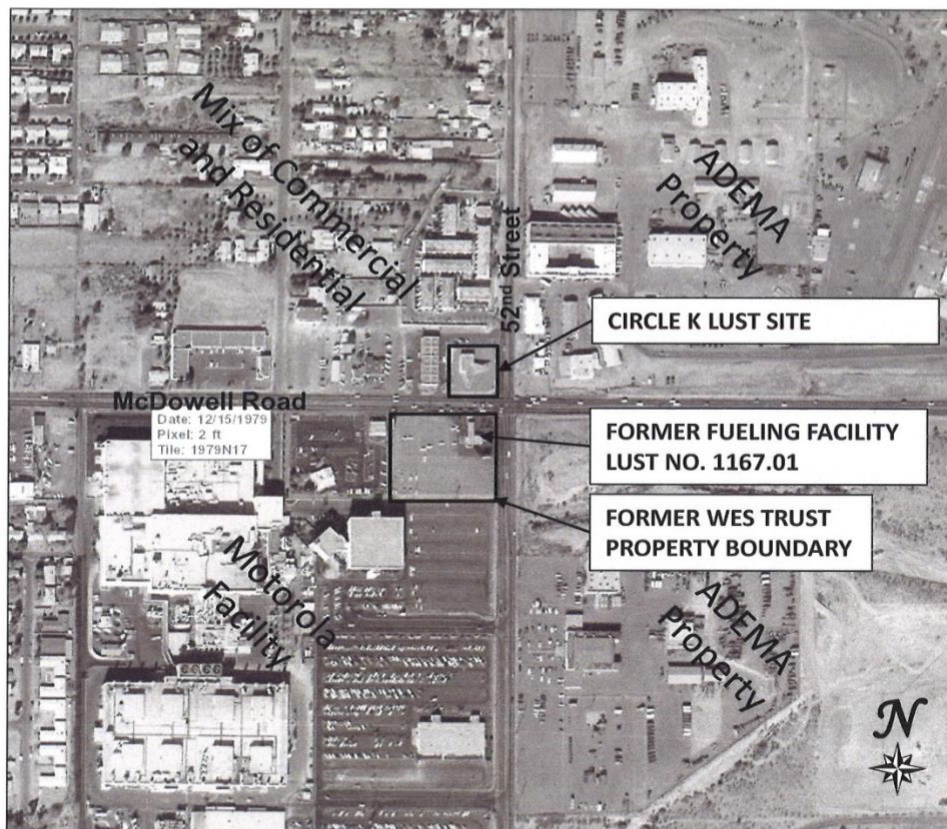 Mix of Commercial
and Residential
ADEMA
Property
52nd Street
CIRCLE K LUST SITE
McDowell Road
Date: 12/15/1979
Pixel: 2 ft
Tile: 1979N17
FORMER FUELING FACILITY
LUST NO. 1167.01
FORMER WES TRUST
PROPERTY BOUNDARY
Motorola
Facility
ADEMA
Property
N